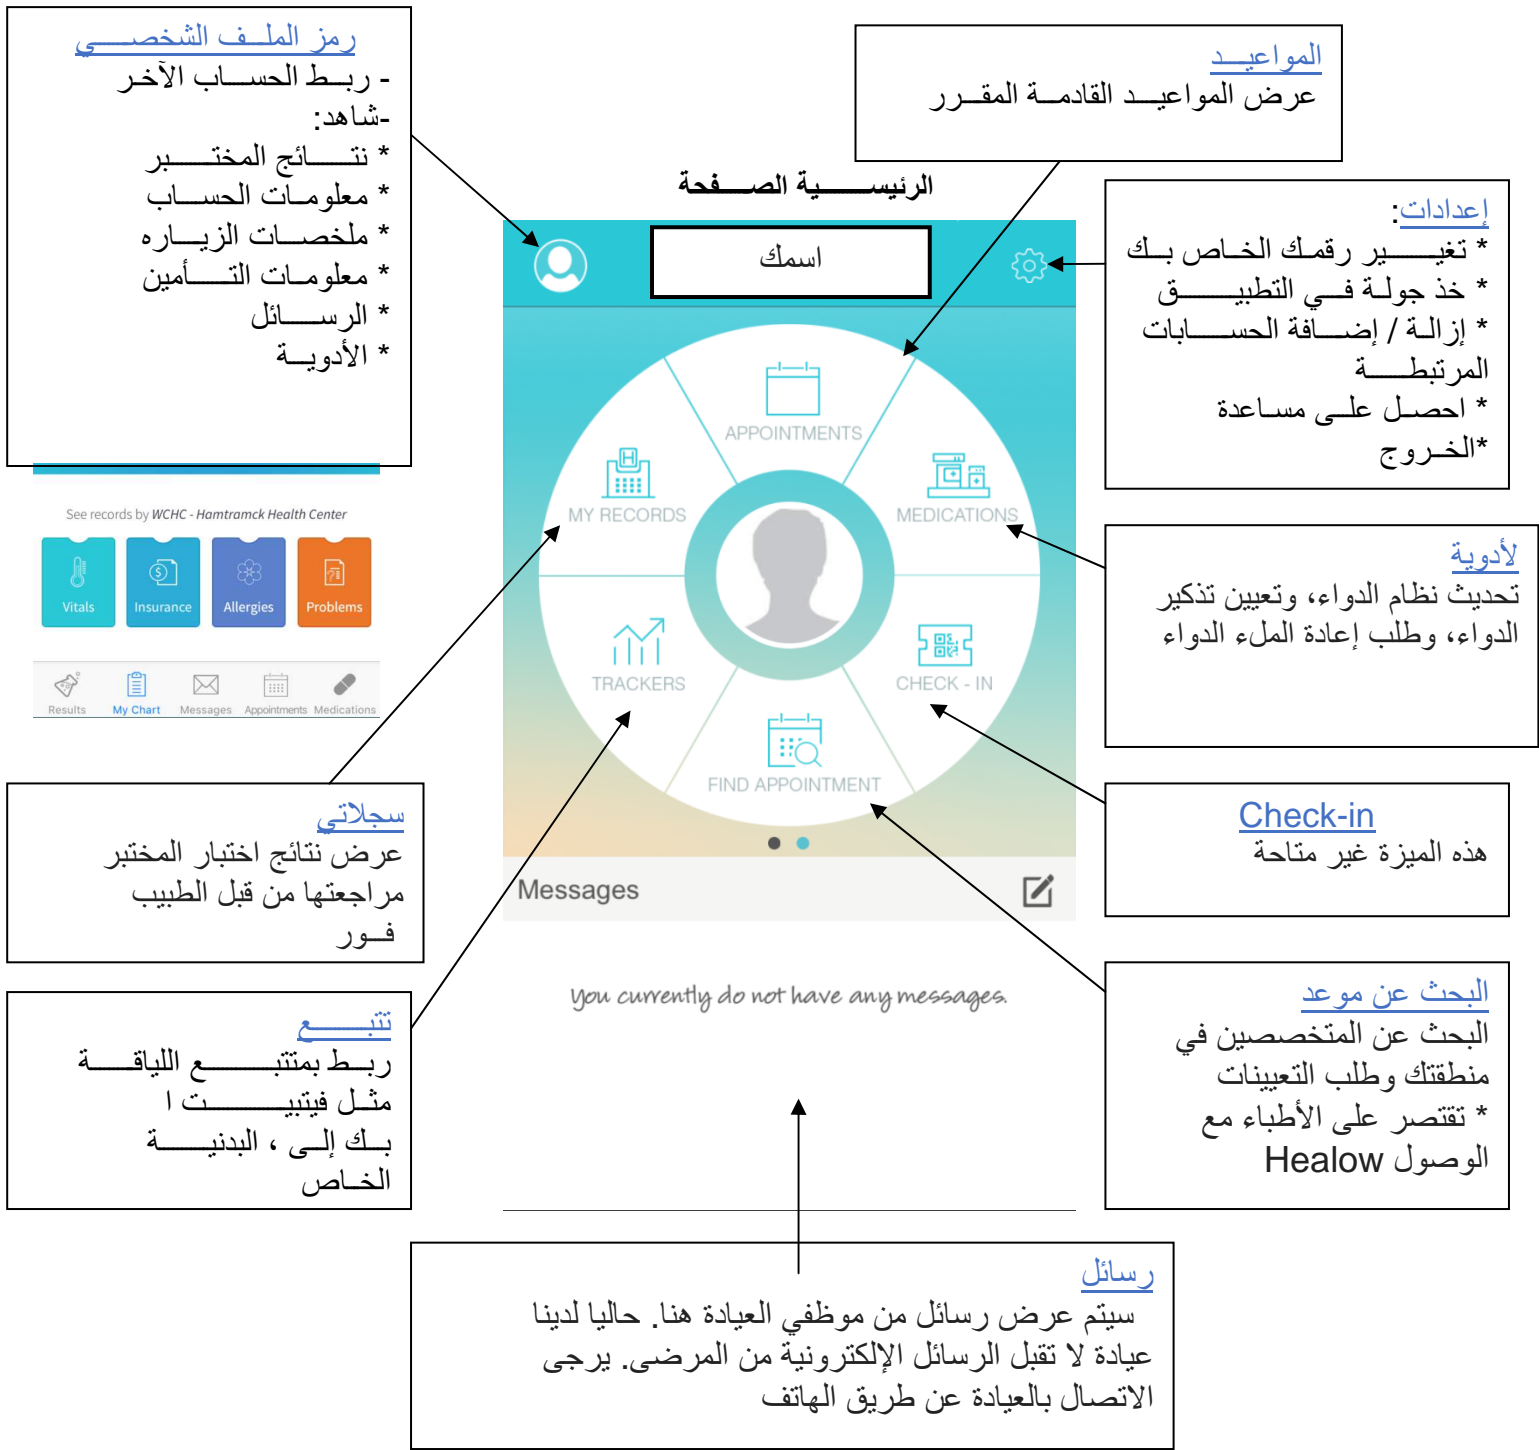 رمز الملف الشخصي
- ربط الحساب الآخر
-شاهد:
* نتائج المختبر
* معلومات الحساب
* ملخصات الزياره
* معلومات التأمين
* الرسائل
* الأدوية
المواعيد
عرض المواعيد القادمة المقرر
الرئيسية الصفحة
اسمك
إعدادات:
* تغيير رقمك الخاص بك
* خذ جولة في التطبيق
* إزالة / إضافة الحسابات
المرتبطة
* احصل على مساعدة
*الخروج
APPOINTMENTS
MY RECORDS
MEDICATIONS
TRACKERS
CHECK - IN
FIND APPOINTMENT
Messages
You currently do not have any messages.
See records by WCHC - Hamtramck Health Center
Vitals
Insurance
Allergies
Problems
Results
My Chart
Messages
Appointments
Medications
لأدوية
تحديث نظام الدواء، وتعيين تذكير
الدواء، وطلب إعادة الملء الدواء
Check-in
هذه الميزة غير متاحة
سجلاتي
عرض نتائج اختبار المختبر
مراجعتها من قبل الطبيب
فور
تتبع
ربط بمتتبع اللياقة
مثل فيتبيت ا
بك إلى ، البدنية
الخاص
البحث عن موعد
البحث عن المتخصصين في
منطقتك وطلب التعيينات
* تقتصر على الأطباء مع
الوصول Healow
رسائل
سيتم عرض رسائل من موظفي العيادة هنا. حاليا لدينا
عيادة لا تقبل الرسائل الإلكترونية من المرضى. يرجى
الاتصال بالعيادة عن طريق الهاتف